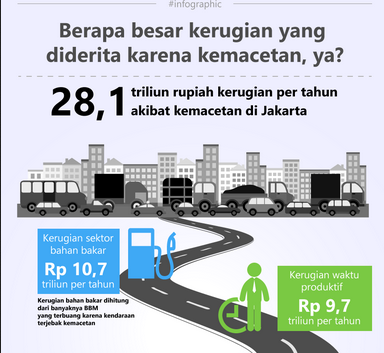 #infographic
Berapa besar kerugian yang
diderita karena kemacetan, ya?
28,1 triliun rupiah kerugian per tahun
akibat kemacetan di Jakarta
Kerugian sektor
bahan bakar
Rp 10,7
triliun per tahun
Kerugian bahan bakar dihitung
dari banyaknya BBM
yang terbuang karena kendaraan
terjebak kemacetan
Kerugian waktu
produktif
Rp 9,7
triliun per tahun